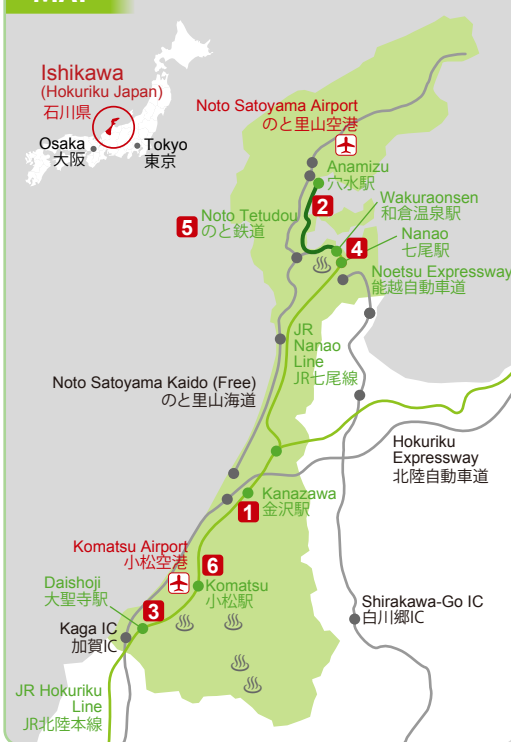 MAP
Ishikawa
(Hokuriku Japan)
石川県
Osaka
大阪
Tokyo
東京
Noto Satoyama Airport
のと里山空港
Anamizu
穴水駅
2
Wakuraonsen
和倉温泉駅
5
Noto Tetudou
のと鉄道
4
Nanao
七尾駅
Noetsu Expressway
能越自動車道
JR
Nanao
Line
JR七尾線
Noto Satoyama Kaido (Free)
のと里山海道
Hokuriku
Expressway
北陸自動車道
Kanazawa
金沢駅
1
Komatsu Airport
小松空港
6
Komatsu
小松駅
Daishoji
大聖寺駅
3
Shirakawa-Go IC
白川郷IC
Kaga IC
加賀IC
JR Hokuriku
Line
JR北陸本線